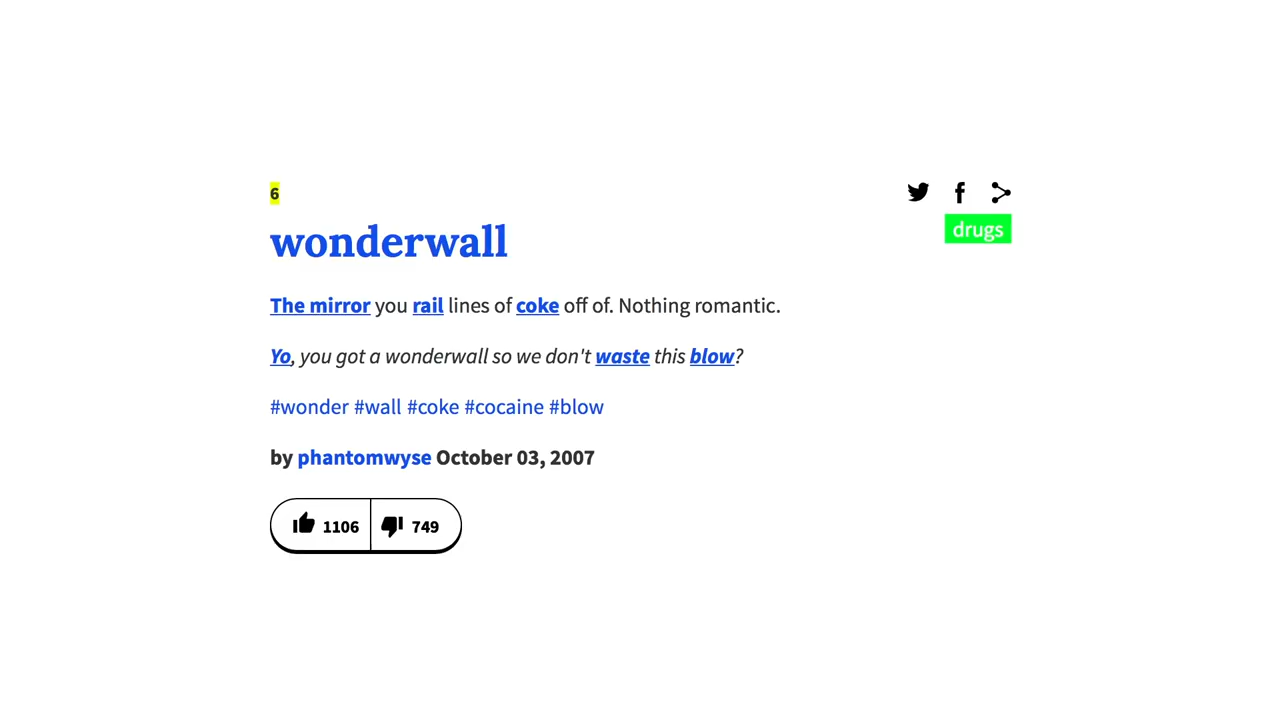 6
drugs
wonderwall
The mirror you rail lines of coke off of. Nothing romantic.
Yo, you got a wonderwall so we don't waste this blow?
#wonder #wall #coke #cocaine #blow
by phantomwyse October 03, 2007
1106 749